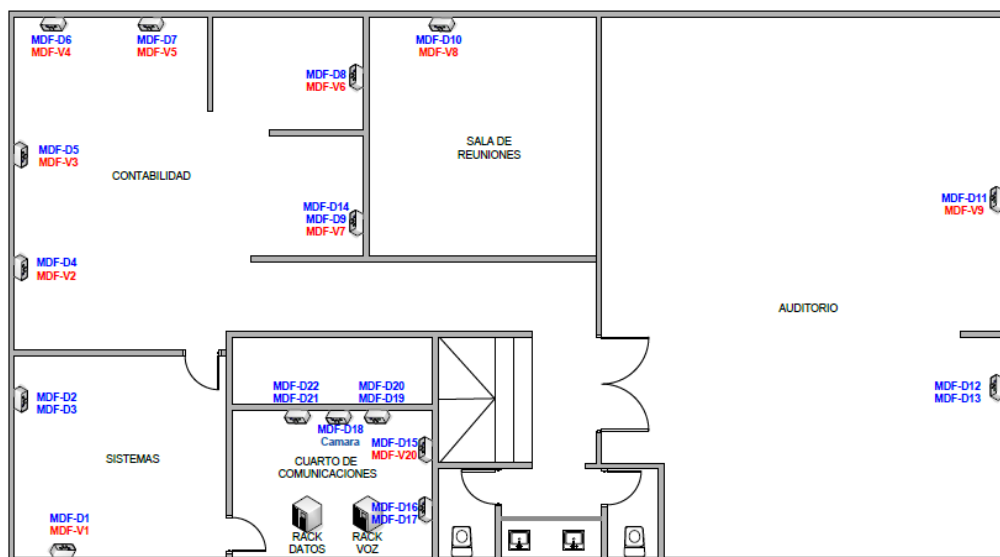 MDF-D6
MDF-V4
MDF-D7
MDF-V5
MDF-D10
MDF-V8
MDF-D8
MDF-V6
MDF-D5
MDF-V3
CONTABILIDAD
SALA DE
REUNIONES
MDF-D14
MDF-D9
MDF-V7
MDF-D11
MDF-V9
MDF-D4
MDF-V2
AUDITORIO
MDF-D2
MDF-D3
MDF-D22
MDF-D21
MDF-D20
MDF-D19
MDF-D12
MDF-D13
MDF-D18
Camara
MDF-D15
MDF-V20
SISTEMAS
CUARTO DE
COMUNICACIONES
MDF-D16
MDF-D17
MDF-D1
MDF-V1
RACK
DATOS
RACK
VOZ